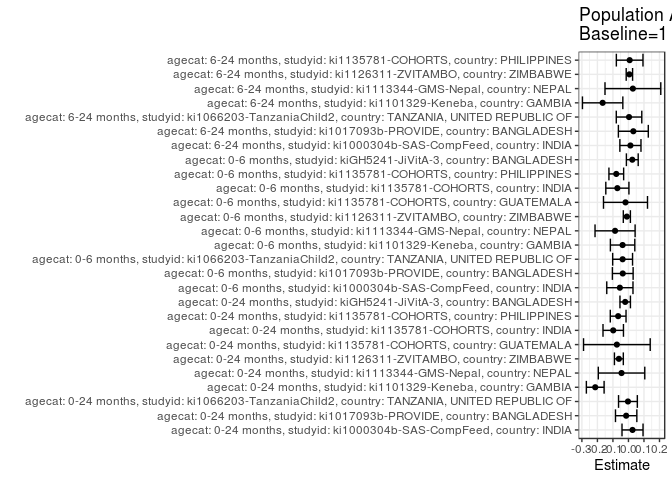 Population
Baseline=1
agecat: 6-24 months, studyid: ki1135781-COHORTS, country: PHILIPPINES
agecat: 6-24 months, studyid: ki1126311-ZVITAMBO, country: ZIMBABWE
agecat: 6-24 months, studyid: ki1113344-GMS-Nepal, country: NEPAL
agecat: 6-24 months, studyid: ki1101329-Keneba, country: GAMBIA
agecat: 6-24 months, studyid: ki1066203-TanzaniaChild2, country: TANZANIA, UNITED REPUBLIC OF
agecat: 6-24 months, studyid: ki1017093b-PROVIDE, country: BANGLADESH
agecat: 6-24 months, studyid: ki1000304b-SAS-CompFeed, country: INDIA
agecat: 0-6 months, studyid: kiGH5241-JiVitA-3, country: BANGLADESH
agecat: 0-6 months, studyid: ki1135781-COHORTS, country: PHILIPPINES
agecat: 0-6 months, studyid: ki1135781-COHORTS, country: INDIA
agecat: 0-6 months, studyid: ki1135781-COHORTS, country: GUATEMALA
agecat: 0-6 months, studyid: ki1126311-ZVITAMBO, country: ZIMBABWE
agecat: 0-6 months, studyid: ki1113344-GMS-Nepal, country: NEPAL
agecat: 0-6 months, studyid: ki1101329-Keneba, country: GAMBIA
agecat: 0-6 months, studyid: ki1066203-TanzaniaChild2, country: TANZANIA, UNITED REPUBLIC OF
agecat: 0-6 months, studyid: ki1017093b-PROVIDE, country: BANGLADESH
agecat: 0-6 months, studyid: ki1000304b-SAS-CompFeed, country: INDIA
agecat: 0-24 months, studyid: kiGH5241-JiVitA-3, country: BANGLADESH
agecat: 0-24 months, studyid: ki1135781-COHORTS, country: PHILIPPINES
agecat: 0-24 months, studyid: ki1135781-COHORTS, country: INDIA
agecat: 0-24 months, studyid: ki1135781-COHORTS, country: GUATEMALA
agecat: 0-24 months, studyid: ki1126311-ZVITAMBO, country: ZIMBABWE
agecat: 0-24 months, studyid: ki1113344-GMS-Nepal, country: NEPAL
agecat: 0-24 months, studyid: ki1101329-Keneba, country: GAMBIA
agecat: 0-24 months, studyid: ki1066203-TanzaniaChild2, country: TANZANIA, UNITED REPUBLIC OF
agecat: 0-24 months, studyid: ki1017093b-PROVIDE, country: BANGLADESH
agecat: 0-24 months, studyid: ki1000304b-SAS-CompFeed, country: INDIA
-0.3 -0.2 -0.1 0.0 0.1 0.2
Estimate